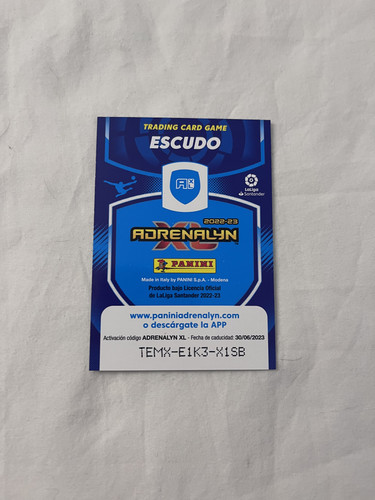 TRADING CARD GAME
ESCUDO
LaLiga
Santander
2022-23
ADRENALYN
XL
PANINI
Made in Italy by PANINI S.p.A. - Modena
Producto bajo Licencia Oficial
de LaLiga Santander 2022-23
www.paniniadrenalyn.com
o descárgate la APP
Activación código ADRENALYN XL - Fecha de caducidad: 30/06/2023
TEMX-E1K3-X1SB